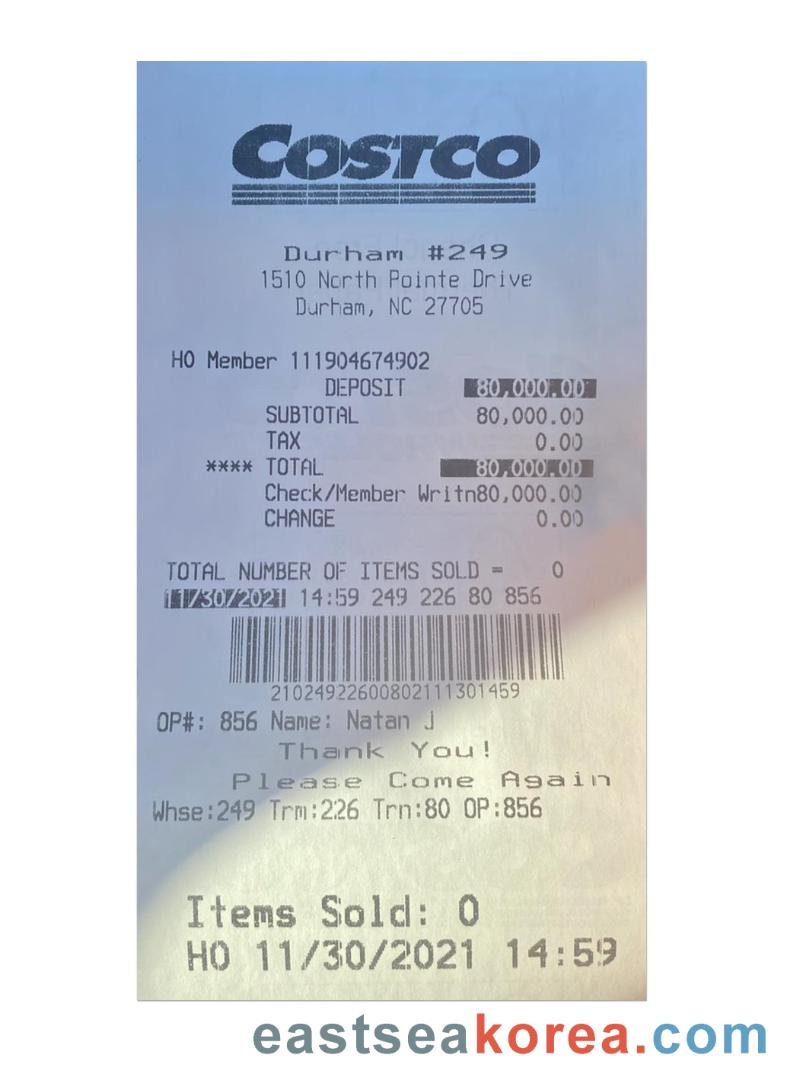 COSTCO
Durham #249
1510 North Pointe Drive
Durham, NC 27705
HO Member 111904674902
DEPOSIT 80,000.00
SUBTOTAL 80,000.00
TAX 0.00
**** TOTAL 80,000.00
Check/Member Writn80,000.00
CHANGE 0.00
TOTAL NUMBER OF ITEMS SOLD = 0
11/30/2021 14:59 249 226 80 856
21024922600802111301459
OP#: 856 Name: Natan J
Thank You!
Please Come Again
Whse:249 Trm:226 Trn:80 OP:856
Items Sold: 0
HO 11/30/2021 14:59
eastseakorea.com